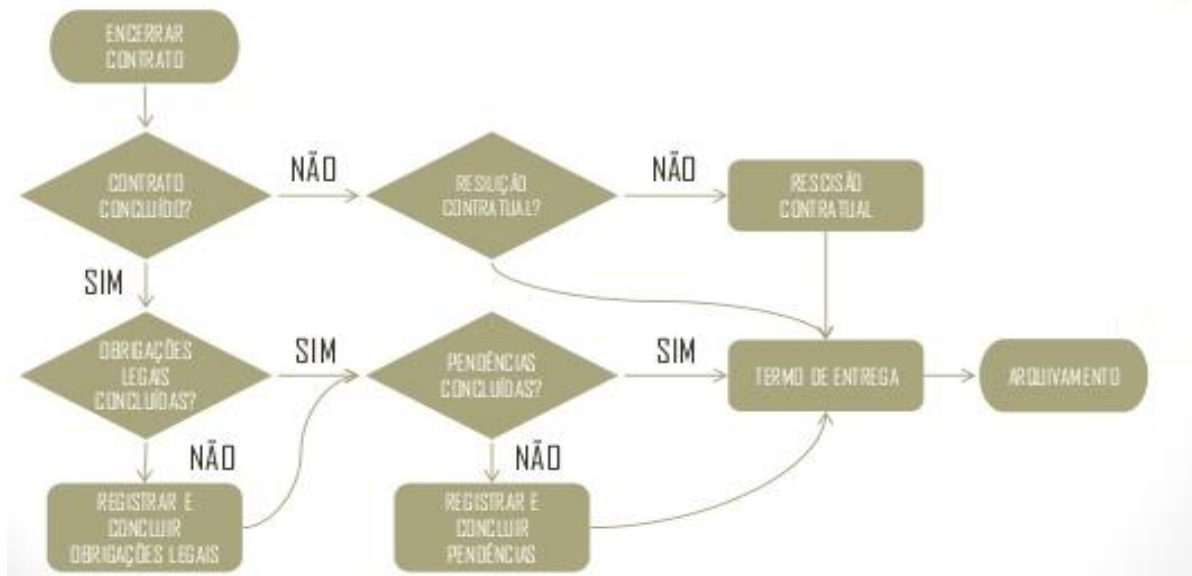 ENCERRAR
CONTRATO
CONTRATO
CONCLUÍDO?
NÃO
RESILIÇÃO
CONTRATUAL?
NÃO
RESCISÃO
CONTRATUAL
SIM
OBRIGAÇÕES
LEGAIS
CONCLUÍDAS?
SIM
PENDÊNCIAS
CONCLUÍDAS?
SIM
TERMO DE ENTREGA
ARQUIVAMENTO
NÃO
REGISTRAR E
CONCLUIR
OBRIGAÇÕES LEGAIS
NÃO
REGISTRAR E
CONCLUIR
PENDÊNCIAS